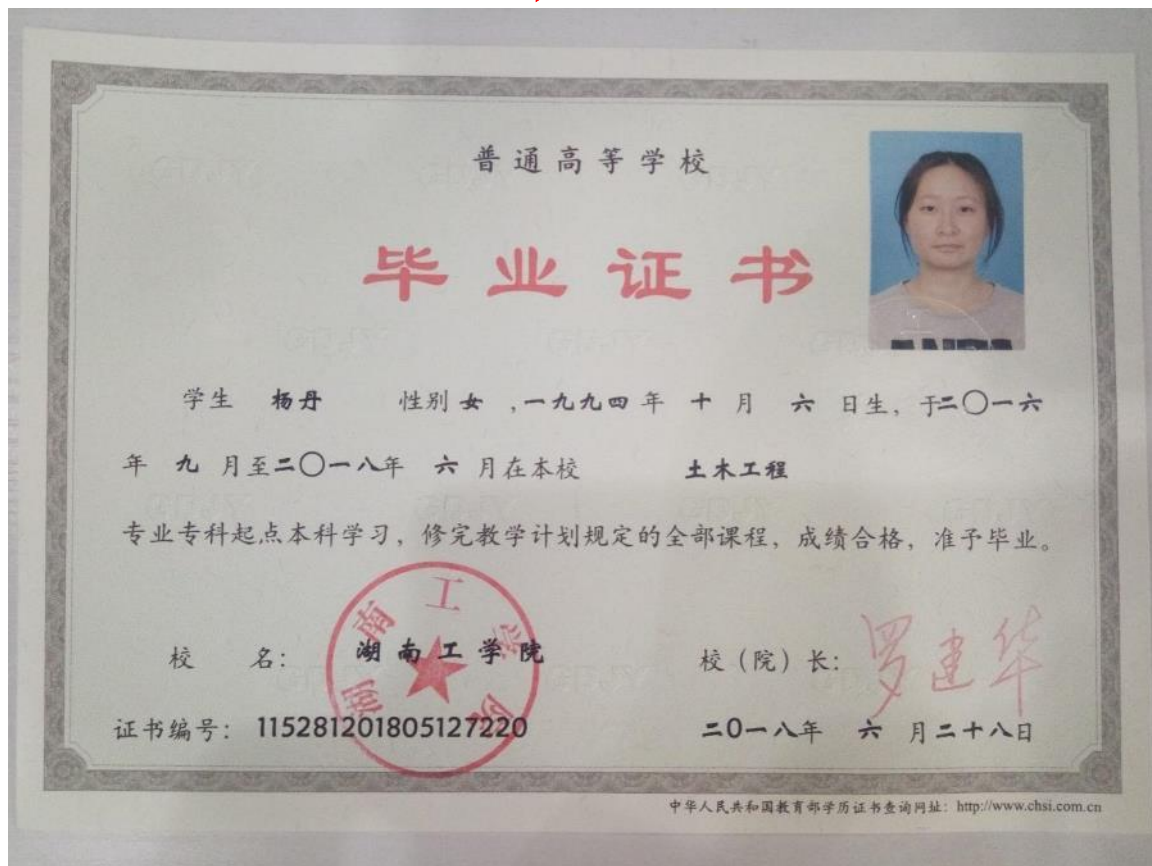 普通高等学校
毕业证书
学生 杨丹 性别 女 ,一九九四 年 十 月 六 日生, 于二〇一六
年 九 月至二〇一八年 六 月在本校 土木工程
专业专科起点本科学习, 修完教学计划规定的全部课程, 成绩合格, 准予毕业。
湖南工学院
校 名: 湖南工学院 校（院）长: 罗建华
证书编号: 115281201805127220 二0一八年 六 月二十八日
中华人民共和国教育部学历证书查询网址: http://www.chsi.com.cn